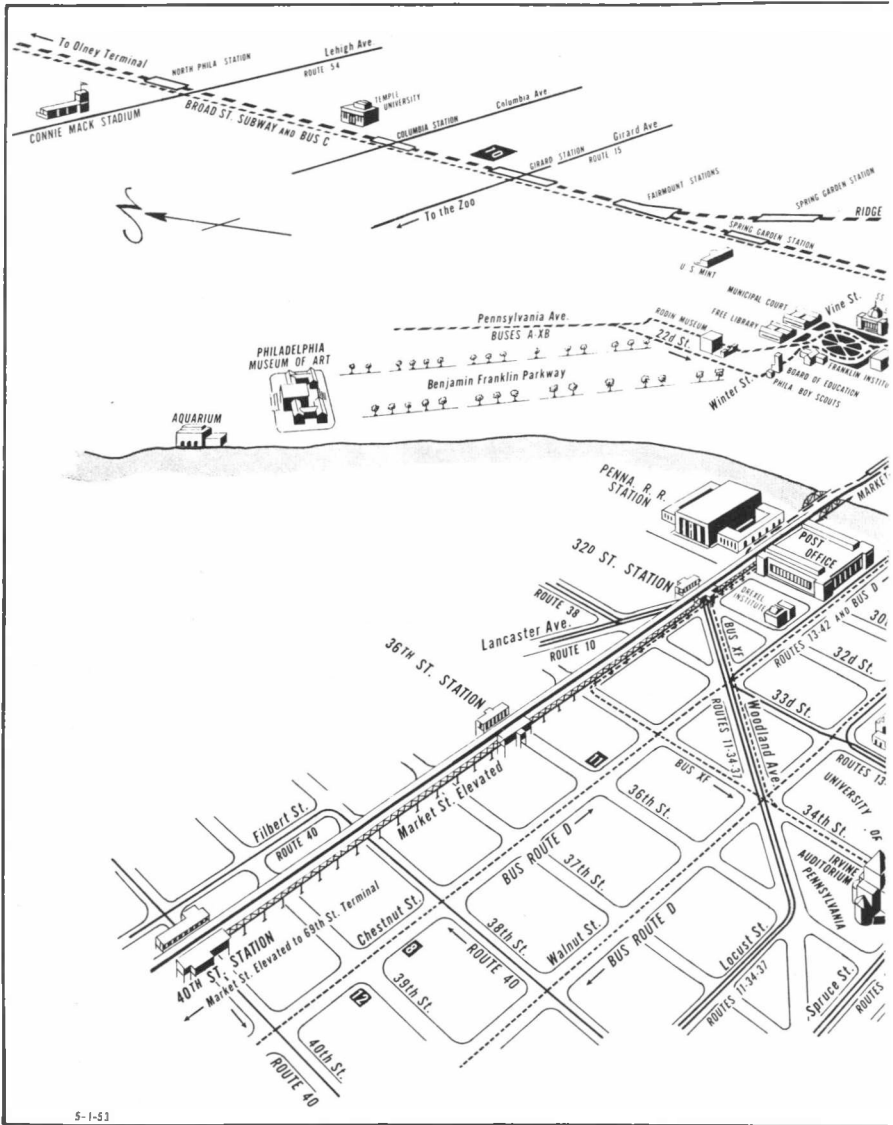 To Olney Terminal
NORTH PHILA STATION
Lehigh Ave
ROUTE 54
CONNIE MACK STADIUM
BROAD ST. SUBWAY AND BUS C
TEMPLE
UNIVERSITY
COLUMBIA STATION
Columbia Ave
10
GIRARD STATION
Girard Ave
ROUTE 15
To the Zoo
FAIRMOUNT STATIONS
SPRING GARDEN STATION
RIDGE
SPRING GARDEN STATION
U.S. MINT
MUNICIPAL COURT
Vine St.
FREE LIBRARY
RODIN MUSEUM
Pennsylvania Ave.
BUSES A-XB
22d St.
PHILADELPHIA
MUSEUM OF ART
Benjamin Franklin Parkway
Winter St.
FRANKLIN INSTITU
BOARD OF EDUCATION
PHILA BOY SCOUTS
AQUARIUM
PENNA. R. R.
STATION
MARKET
POST
OFFICE
32D ST. STATION
DREXEL
INSTITUTE
ROUTE 38
Lancaster Ave.
ROUTE 10
BUS XF
ROUTES 13-42 AND BUS D
30
32d St.
33d St.
36TH ST. STATION
Woodland Ave.
ROUTES 11-34-37
ROUTES 13
11
BUS XF
36th St.
34th St.
UNIVERSITY OF
PENNSYLVANIA
IRVINE
AUDITORIUM
Market St. Elevated
Filbert St.
ROUTE 40
BUS ROUTE D
37th St.
Chestnut St.
38th St.
Walnut St.
BUS ROUTE D
Locust St.
ROUTES 11-34-37
Spruce St.
ROUTES
40TH ST. STATION
Market St. Elevated to 69th St. Terminal
8
39th St.
ROUTE 40
12
40th St.
ROUTE 40
5-1-53